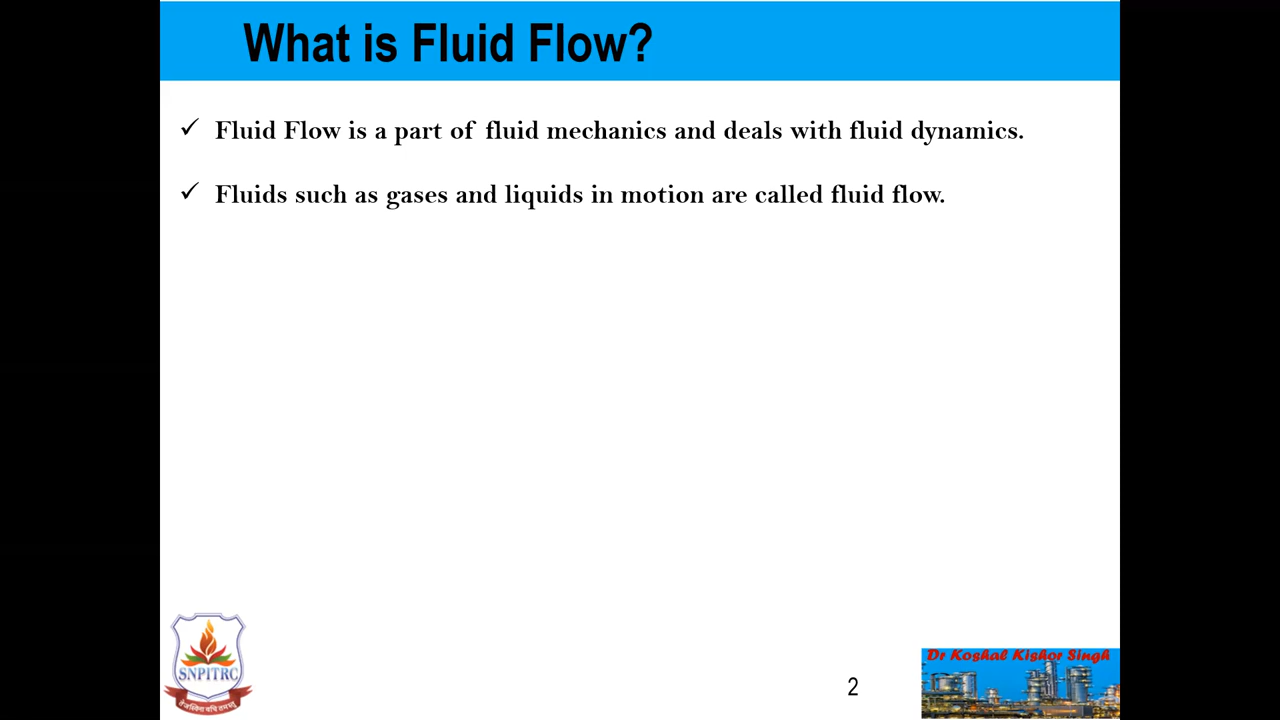 What is Fluid Flow?
✓ Fluid Flow is a part of fluid mechanics and deals with fluid dynamics.
✓ Fluids such as gases and liquids in motion are called fluid flow.
SNPITRC
2
Dr Koshal Kishor Singh